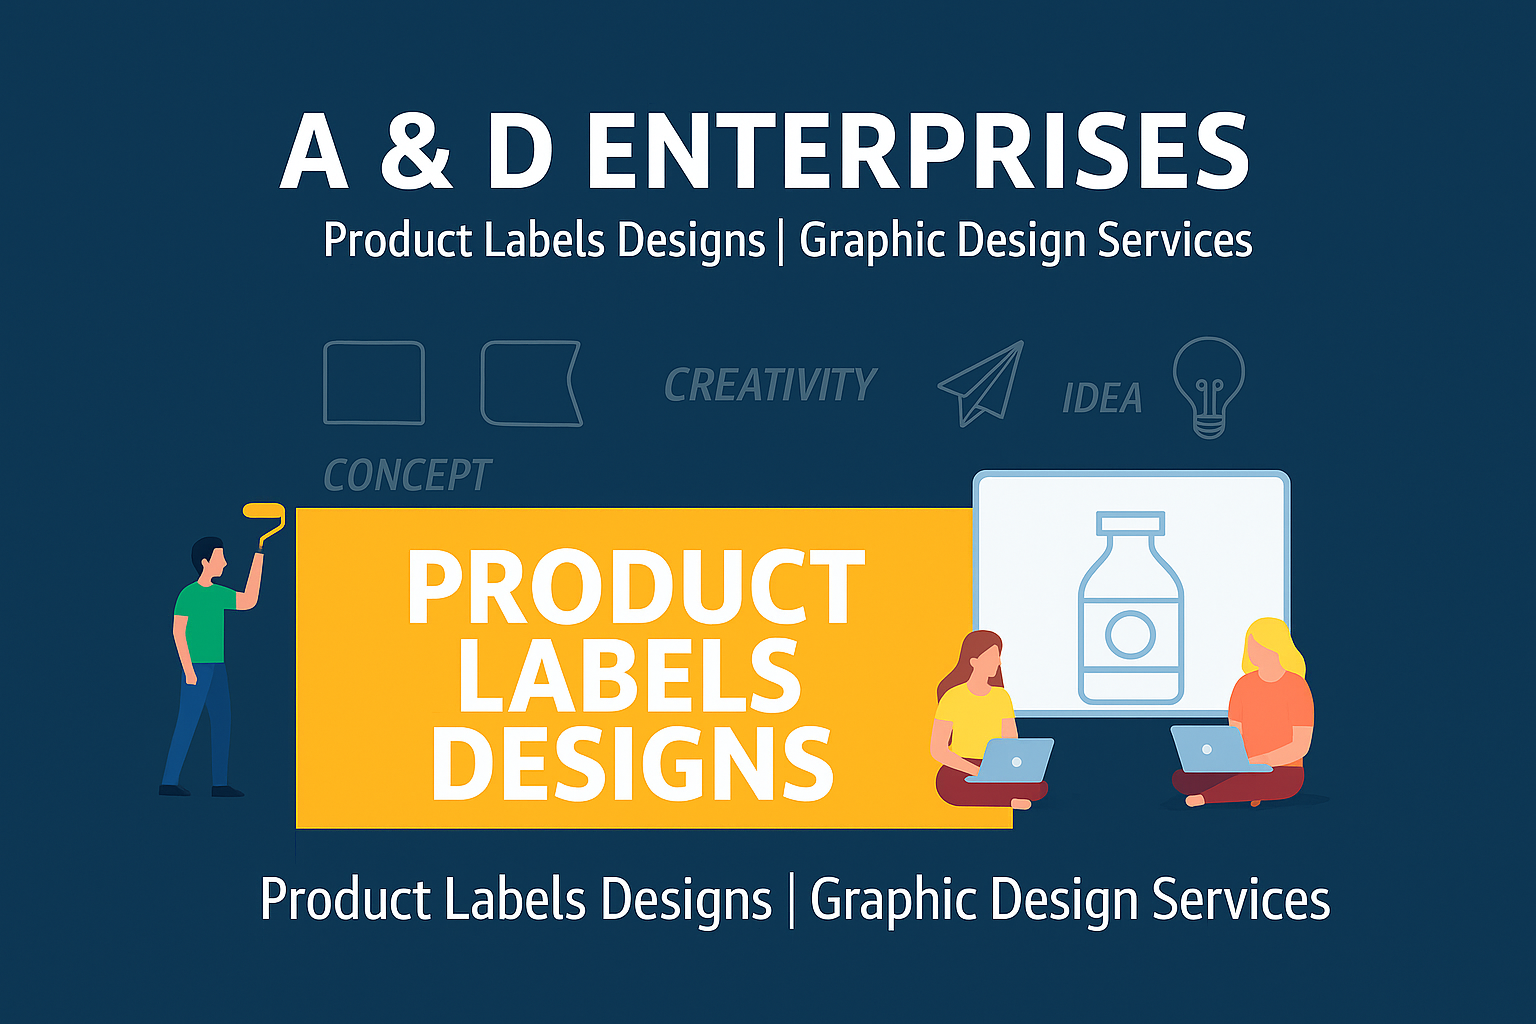 A & D ENTERPRISES
Product Labels Designs | Graphic Design Services
CREATIVITY
IDEA
CONCEPT
PRODUCT
LABELS
DESIGNS
Product Labels Designs | Graphic Design Services